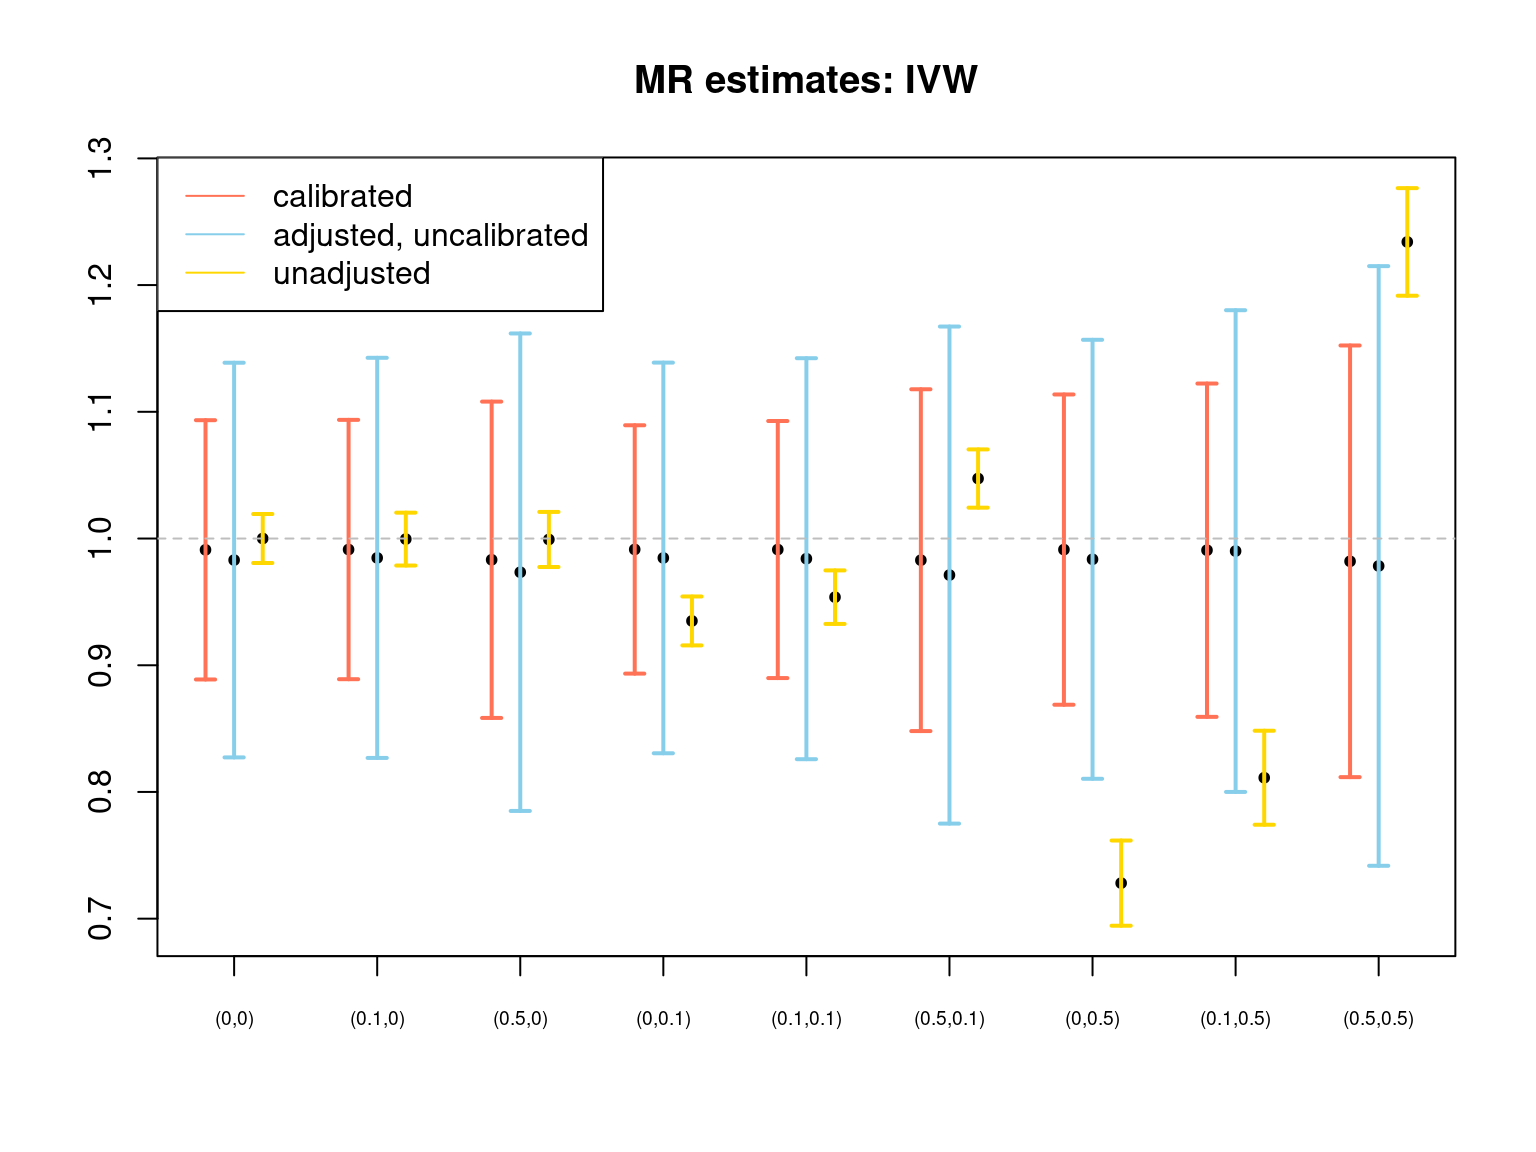 MR estimates: IVW
1.3
1.2
1.1
1.0
0.9
0.8
0.7
calibrated
adjusted, uncalibrated
unadjusted
(0,0) (0.1,0) (0.5,0) (0,0.1) (0.1,0.1) (0.5,0.1) (0,0.5) (0.1,0.5) (0.5,0.5)